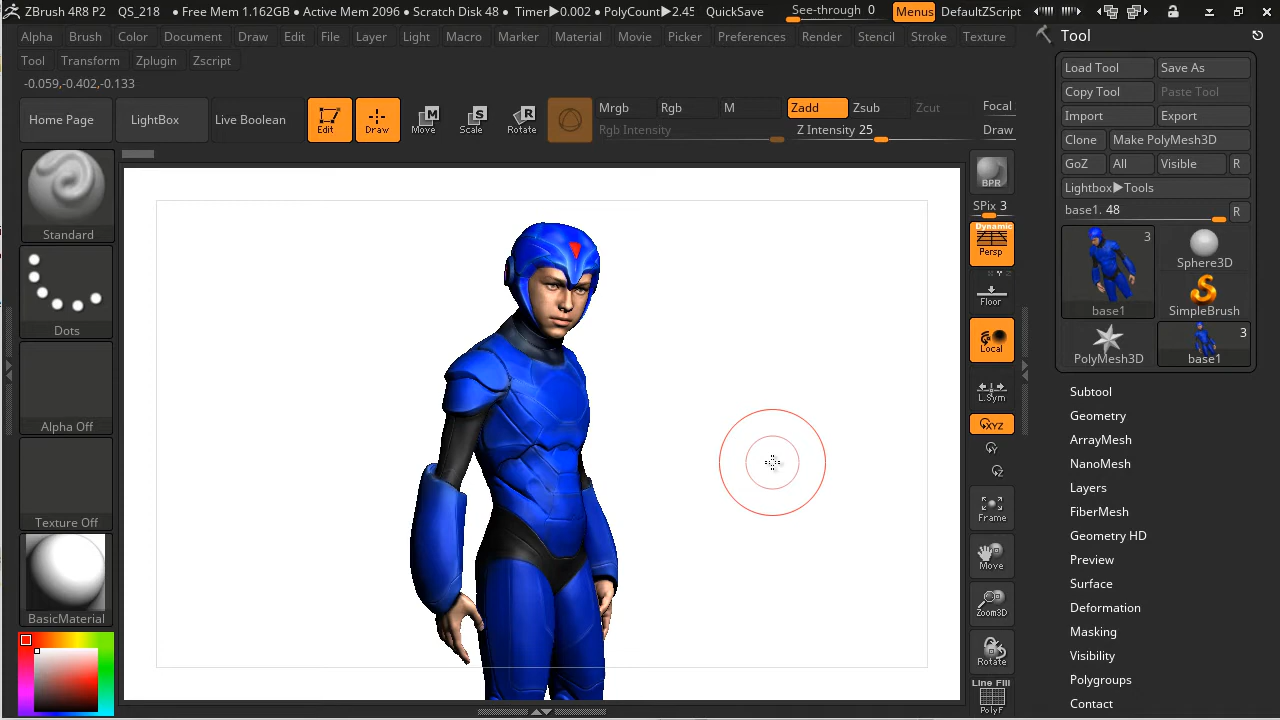 ZBrush 4R8 P2 QS_218 • Free Mem 1.162GB • Active Mem 2096 • Scratch Disk 48 • Timer▶0.002 • PolyCount▶2.45 QuickSave See-through 0 Menus DefaultZScript
Alpha Brush Color Document Draw Edit File Layer Light Macro Marker Material Movie Picker Preferences Render Stencil Stroke Texture
Tool Transform Zplugin Zscript
-0.059,-0.402,-0.133
Home Page LightBox Live Boolean Edit Draw Move Scale Rotate
M S R
Mrgb Rgb M Zadd Zsub Zcut Focal
Rgb Intensity Z Intensity 25 Draw
Standard
Dots
Alpha Off
Texture Off
BasicMaterial
BPR
SPix 3
Dynamic
Persp
Floor
Local
L.Sym
XYZ
Y
Z
Frame
Move
Zoom3D
Rotate
Line Fill
PolyF
Tool
Load Tool Save As
Copy Tool Paste Tool
Import Export
Clone Make PolyMesh3D
GoZ All Visible R
Lightbox▶Tools
base1. 48 R
3
base1
Sphere3D
SimpleBrush
PolyMesh3D
3
base1
Subtool
Geometry
ArrayMesh
NanoMesh
Layers
FiberMesh
Geometry HD
Preview
Surface
Deformation
Masking
Visibility
Polygroups
Contact